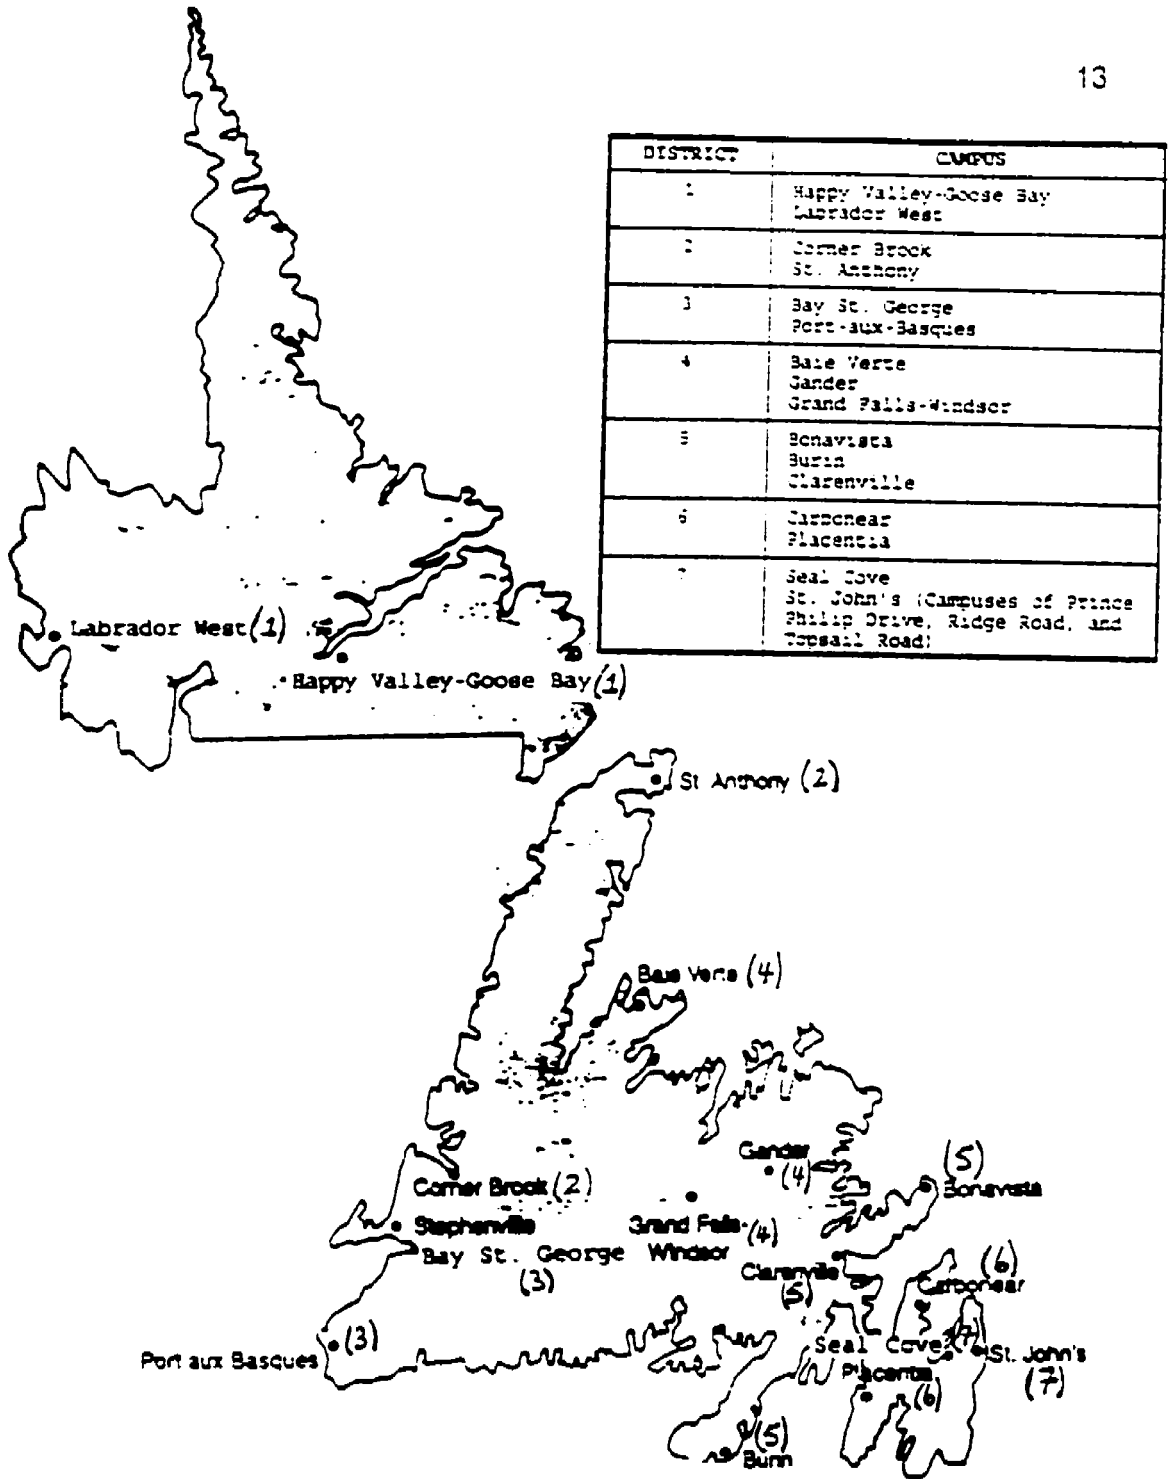 13
DISTRICT CAMPUS
1 Happy Valley-Goose Bay
Labrador West
2 Corner Brook
St. Anthony
3 Bay St. George
Port-aux-Basques
4 Baie Verte
Gander
Grand Falls-Windsor
5 Bonavista
Burin
Clarenville
6 Carbonear
Placentia
7 Seal Cove
St. John's (Campuses of Prince
Philip Drive, Ridge Road, and
Topsail Road)
Labrador West (1)
Happy Valley-Goose Bay (1)
St Anthony (2)
Baie Verte (4)
Gander
(4)
(5)
Bonavista
Corner Brook (2)
Stephenville
Grand Falls-
Windsor
(4)
Bay St. George
(3)
Clarenville
(5)
(6)
Carbonear
(3)
Port aux Basques
Seal Cove (7)
St. John's
(7)
Placentia
(6)
(5)
Burin